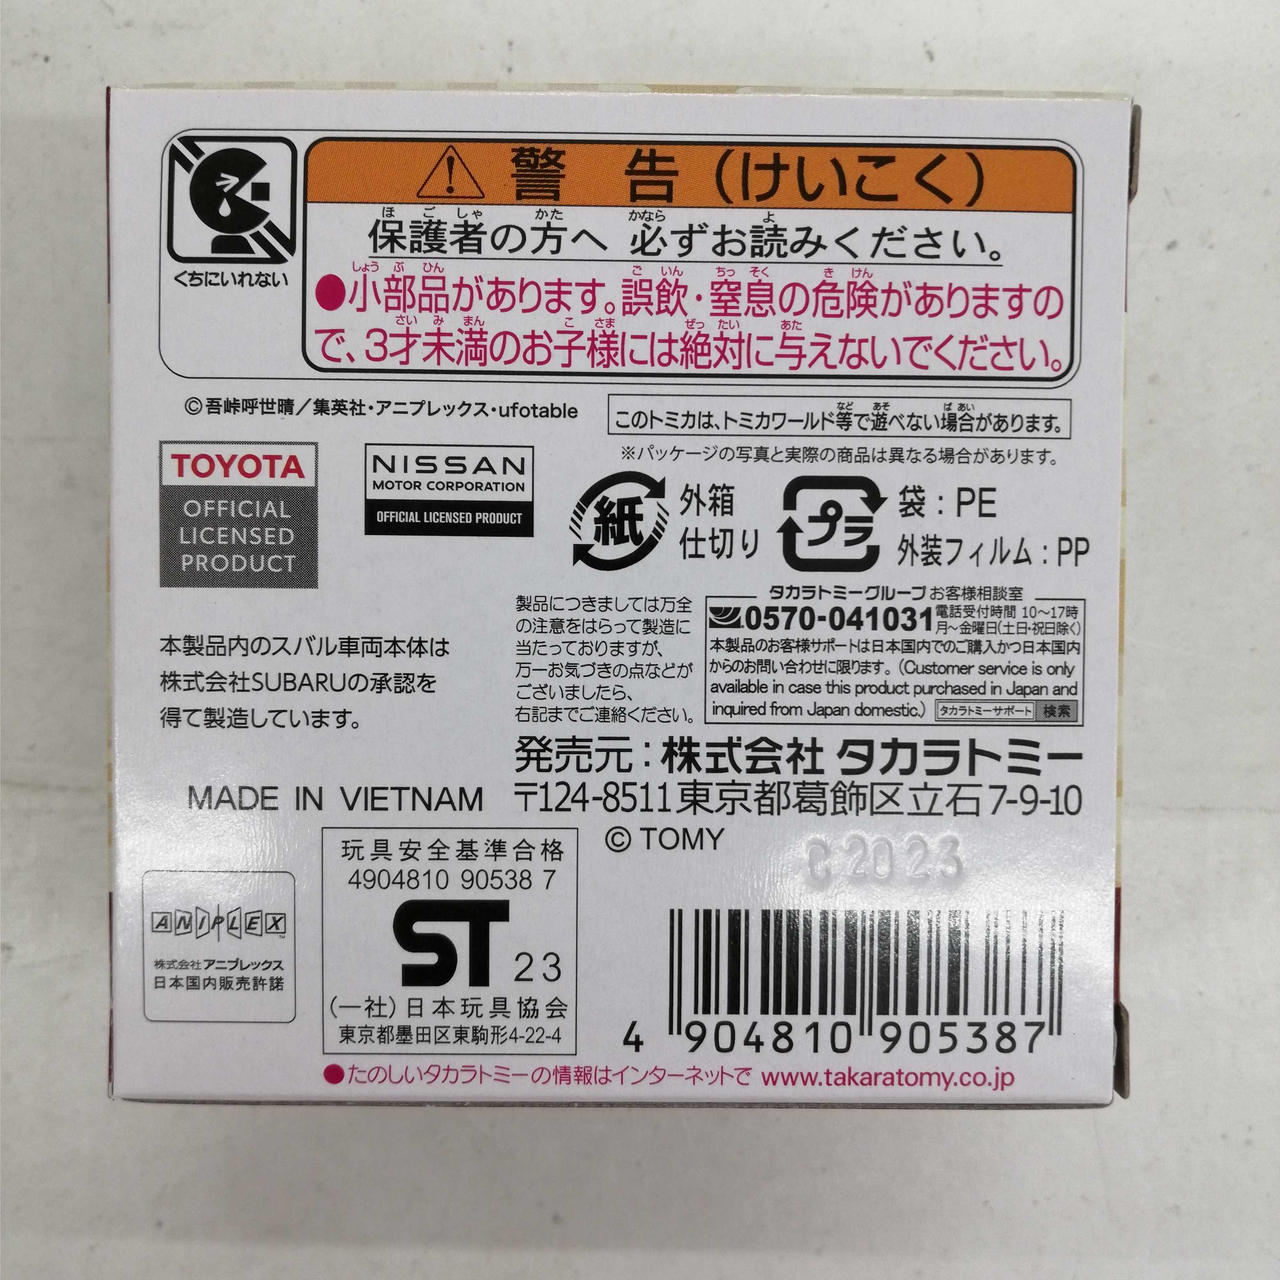 くちにいれない
警 告（けいこく）
保護者の方へ 必ずお読みください。
●小部品があります。誤飲・窒息の危険がありますの
で、3才未満のお子様には絶対に与えないでください。
©吾峠呼世晴／集英社・アニプレックス・ufotable
このトミカは、トミカワールド等で遊べない場合があります。
※パッケージの写真と実際の商品は異なる場合があります。
TOYOTA
OFFICIAL
LICENSED
PRODUCT
NISSAN
MOTOR CORPORATION
OFFICIAL LICENSED PRODUCT
紙
外箱
仕切り
プラ
袋：PE
外装フィルム：PP
本製品内のスバル車両本体は
株式会社SUBARUの承認を
得て製造しています。
製品につきましては万全
の注意をはらって製造に
当たっておりますが、
万一お気づきの点などが
ございましたら、
右記までご連絡ください。
タカラトミーグループお客様相談室
0570-041031
電話受付時間 10～17時
月～金曜日(土日・祝日除く)
本製品のお客様サポートは日本国内でのご購入かつ日本国内
からのお問い合わせに限ります。(Customer service is only
available in case this product purchased in Japan and
inquired from Japan domestic.) タカラトミーサポート 検索
発売元：株式会社 タカラトミー
〒124-8511東京都葛飾区立石7-9-10
MADE IN VIETNAM
© TOMY
C2023
玩具安全基準合格
4904810 90538 7
ST 23
(一社)日本玩具協会
東京都墨田区東駒形4-22-4
ANIPLEX
株式会社 アニプレックス
日本国内販売許諾
4 904810 905387
●たのしいタカラトミーの情報はインターネットで www.takaratomy.co.jp